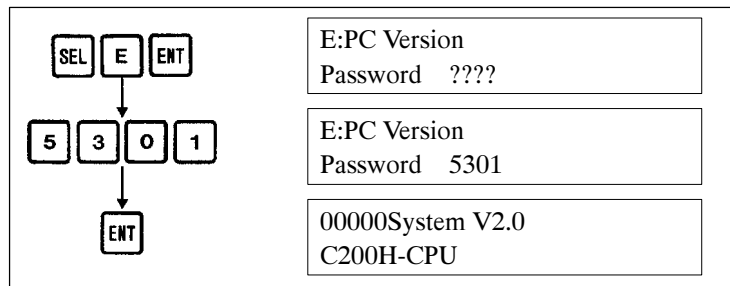 SEL E ENT
E:PC Version
Password ????
5 3 0 1
E:PC Version
Password 5301
ENT
00000System V2.0
C200H-CPU